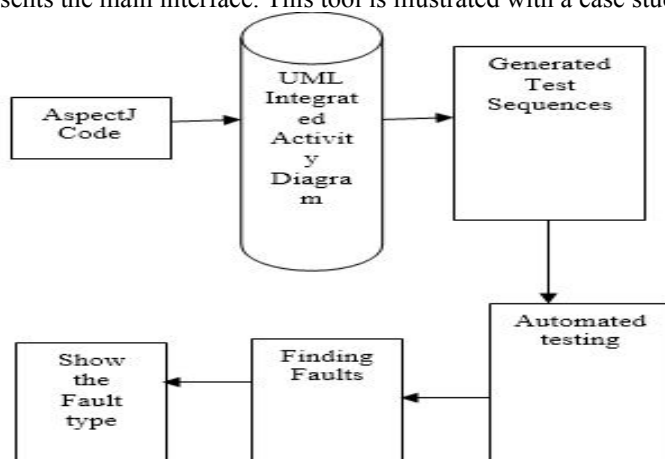 sents the main interface. This tool is illustrated with a case stu
AspectJ
Code
UML
Integrat
ed
Activit
y
Diagra
m
Generated
Test
Sequences
Automated
testing
Finding
Faults
Show
the
Fault
type